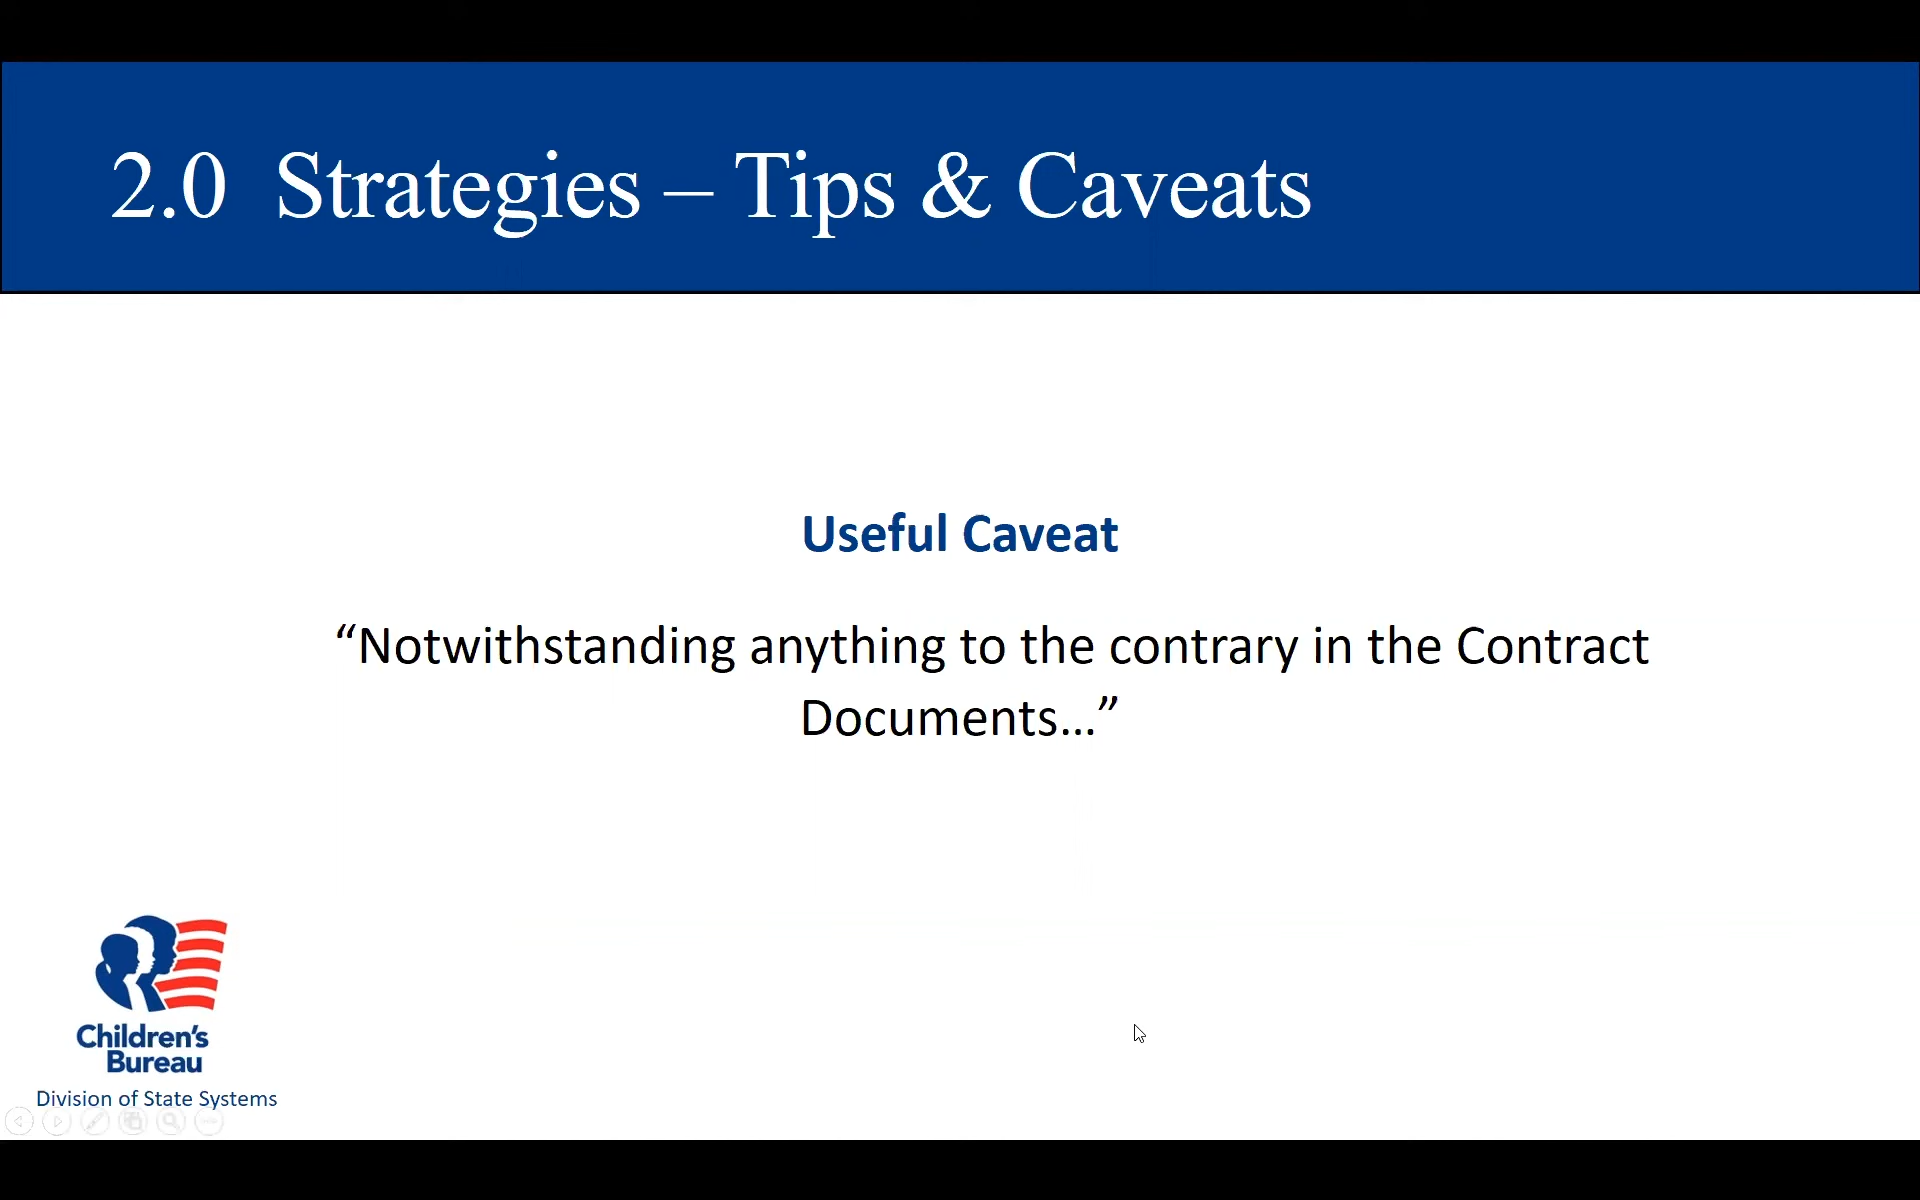 2.0 Strategies – Tips & Caveats
Useful Caveat
“Notwithstanding anything to the contrary in the Contract
Documents…”
Children's
Bureau
Division of State Systems